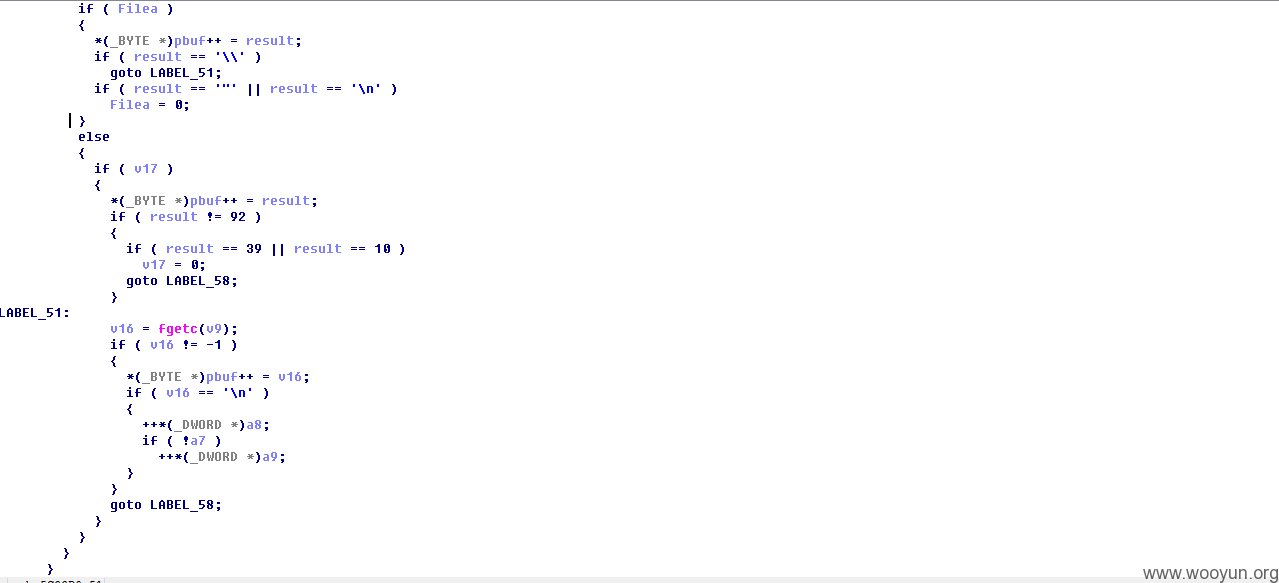 if ( Filea )
{
*(_BYTE *)pbuf++ = result;
if ( result == '\\' )
goto LABEL_51;
if ( result == '"' || result == '\n' )
Filea = 0;
}
else
{
if ( v17 )
{
*(_BYTE *)pbuf++ = result;
if ( result != 92 )
{
if ( result == 39 || result == 10 )
v17 = 0;
goto LABEL_58;
}
LABEL_51:
v16 = fgetc(v9);
if ( v16 != -1 )
{
*(_BYTE *)pbuf++ = v16;
if ( v16 == '\n' )
{
++*(_DWORD *)a8;
if ( !a7 )
++*(_DWORD *)a9;
}
}
goto LABEL_58;
}
}
}
}
www.wooyun.org